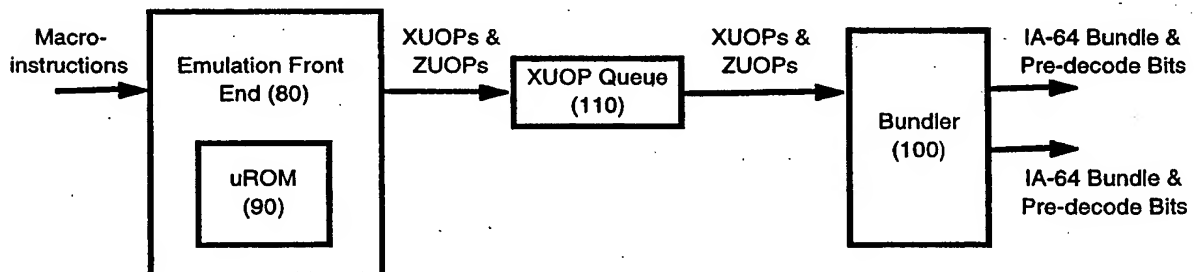 Macro-
instructions
Emulation Front
End (80)
uROM
(90)
XUOPs &
ZUOPs
XUOP Queue
(110)
XUOPs &
ZUOPs
Bundler
(100)
IA-64 Bundle &
Pre-decode Bits
IA-64 Bundle &
Pre-decode Bits